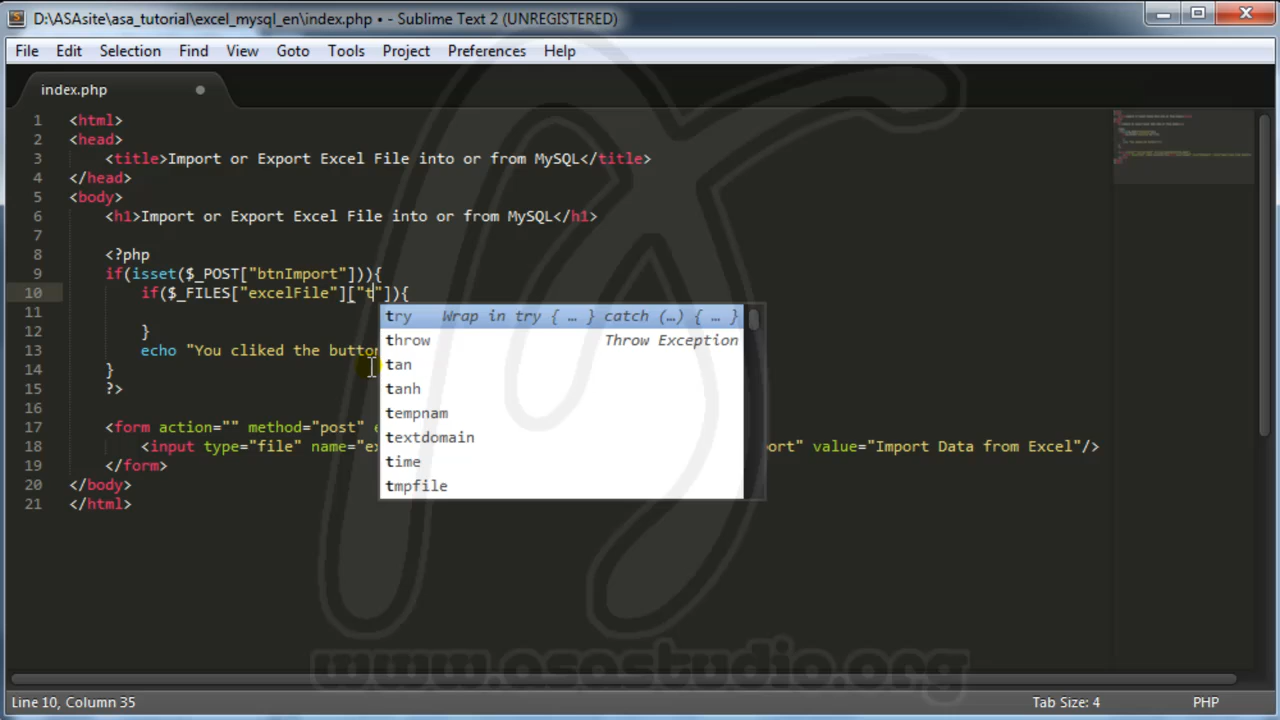 D:\ASAsite\asa_tutorial\excel_mysql_en\index.php • - Sublime Text 2 (UNREGISTERED)
File Edit Selection Find View Goto Tools Project Preferences Help
index.php
1 <html>
2 <head>
3 <title>Import or Export Excel File into or from MySQL</title>
4 </head>
5 <body>
6 <h1>Import or Export Excel File into or from MySQL</h1>
7
8 <?php
9 if(isset($_POST["btnImport"])){
10 if($_FILES["excelFile"]["t"]){
11
12 }
13 echo "You cliked the button
14 }
15 ?>
16
17 <form action="" method="post" e
18 <input type="file" name="ex ort" value="Import Data from Excel"/>
19 </form>
20 </body>
21 </html>
try Wrap in try { … } catch (…) { … }
throw Throw Exception
tan
tanh
tempnam
textdomain
time
tmpfile
www.asastudio.org
Line 10, Column 35 Tab Size: 4 PHP